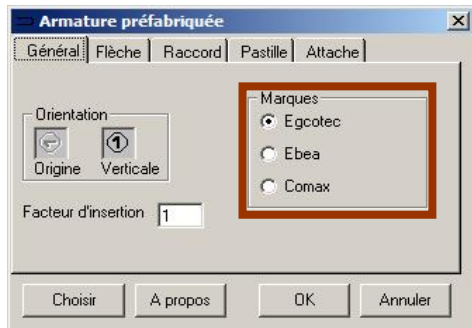 Armature préfabriquée
Général Flèche Raccord Pastille Attache
Orientation
Origine Verticale
Facteur d'insertion 1
Marques
Egcotec
Ebea
Comax
Choisir A propos OK Annuler